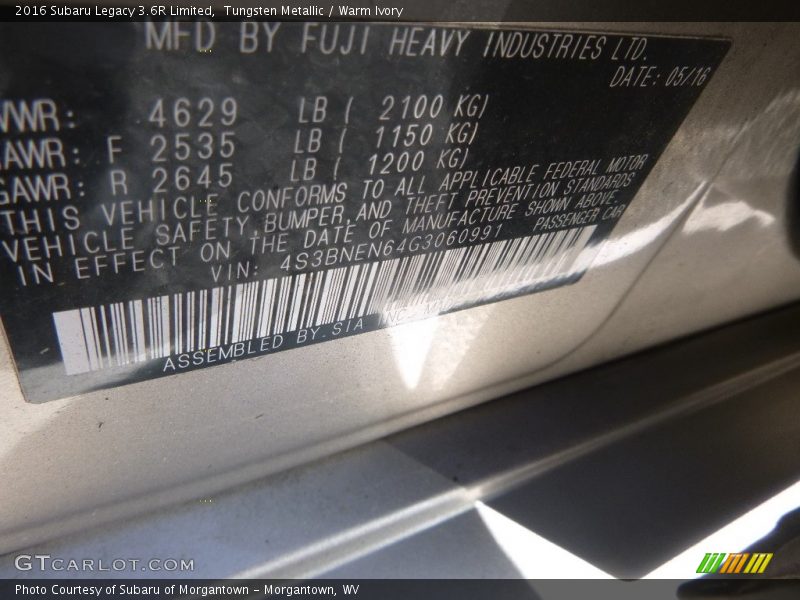 2016 Subaru Legacy 3.6R Limited, Tungsten Metallic / Warm Ivory
MFD BY FUJI HEAVY INDUSTRIES LTD.
DATE: 05/16
GVWR: 4629 LB ( 2100 KG)
GAWR: F 2535 LB ( 1150 KG)
GAWR: R 2645 LB ( 1200 KG)
THIS VEHICLE CONFORMS TO ALL APPLICABLE FEDERAL MOTOR
VEHICLE SAFETY,BUMPER,AND THEFT PREVENTION STANDARDS
IN EFFECT ON THE DATE OF MANUFACTURE SHOWN ABOVE.
VIN: 4S3BNEN64G3060991 PASSENGER CAR
ASSEMBLED BY SIA INC.
GTCARLOT.COM
Photo Courtesy of Subaru of Morgantown - Morgantown, WV